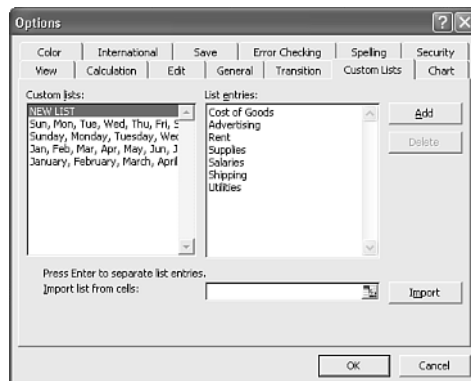 Options
Color International Save Error Checking Spelling Security
View Calculation Edit General Transition Custom Lists Chart
Custom lists: List entries:
NEW LIST
Sun, Mon, Tue, Wed, Thu, Fri, S
Sunday, Monday, Tuesday, Wed
Jan, Feb, Mar, Apr, May, Jun, J
January, February, March, April
Cost of Goods
Advertising
Rent
Supplies
Salaries
Shipping
Utilities
Add
Delete
Press Enter to separate list entries.
Import list from cells: Import
OK Cancel